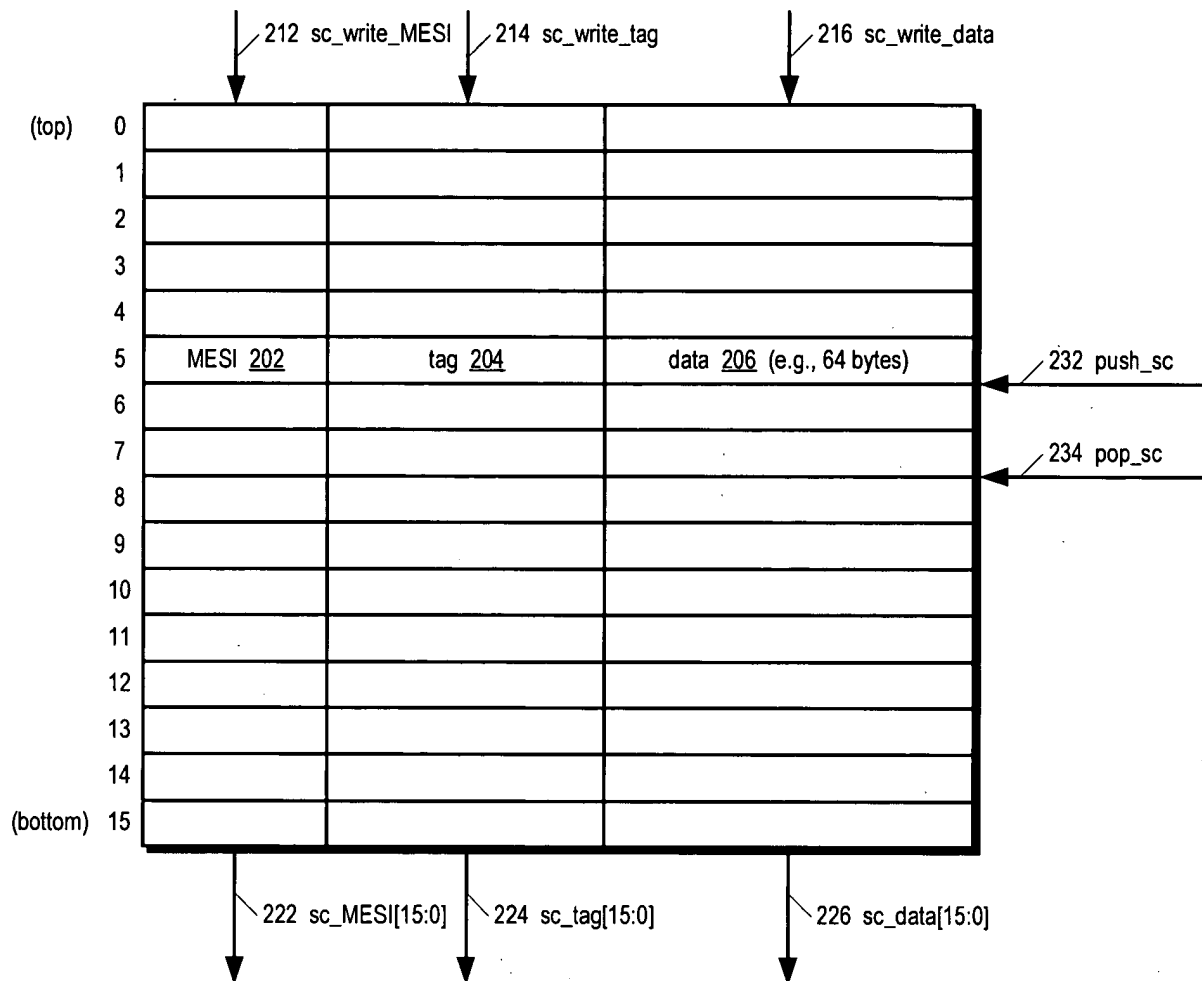 212 sc_write_MESI
214 sc_write_tag
216 sc_write_data
(top) 0
1
2
3
4
5 MESI 202 tag 204 data 206 (e.g., 64 bytes)
232 push_sc
6
7
234 pop_sc
8
9
10
11
12
13
14
(bottom) 15
222 sc_MESI[15:0]
224 sc_tag[15:0]
226 sc_data[15:0]